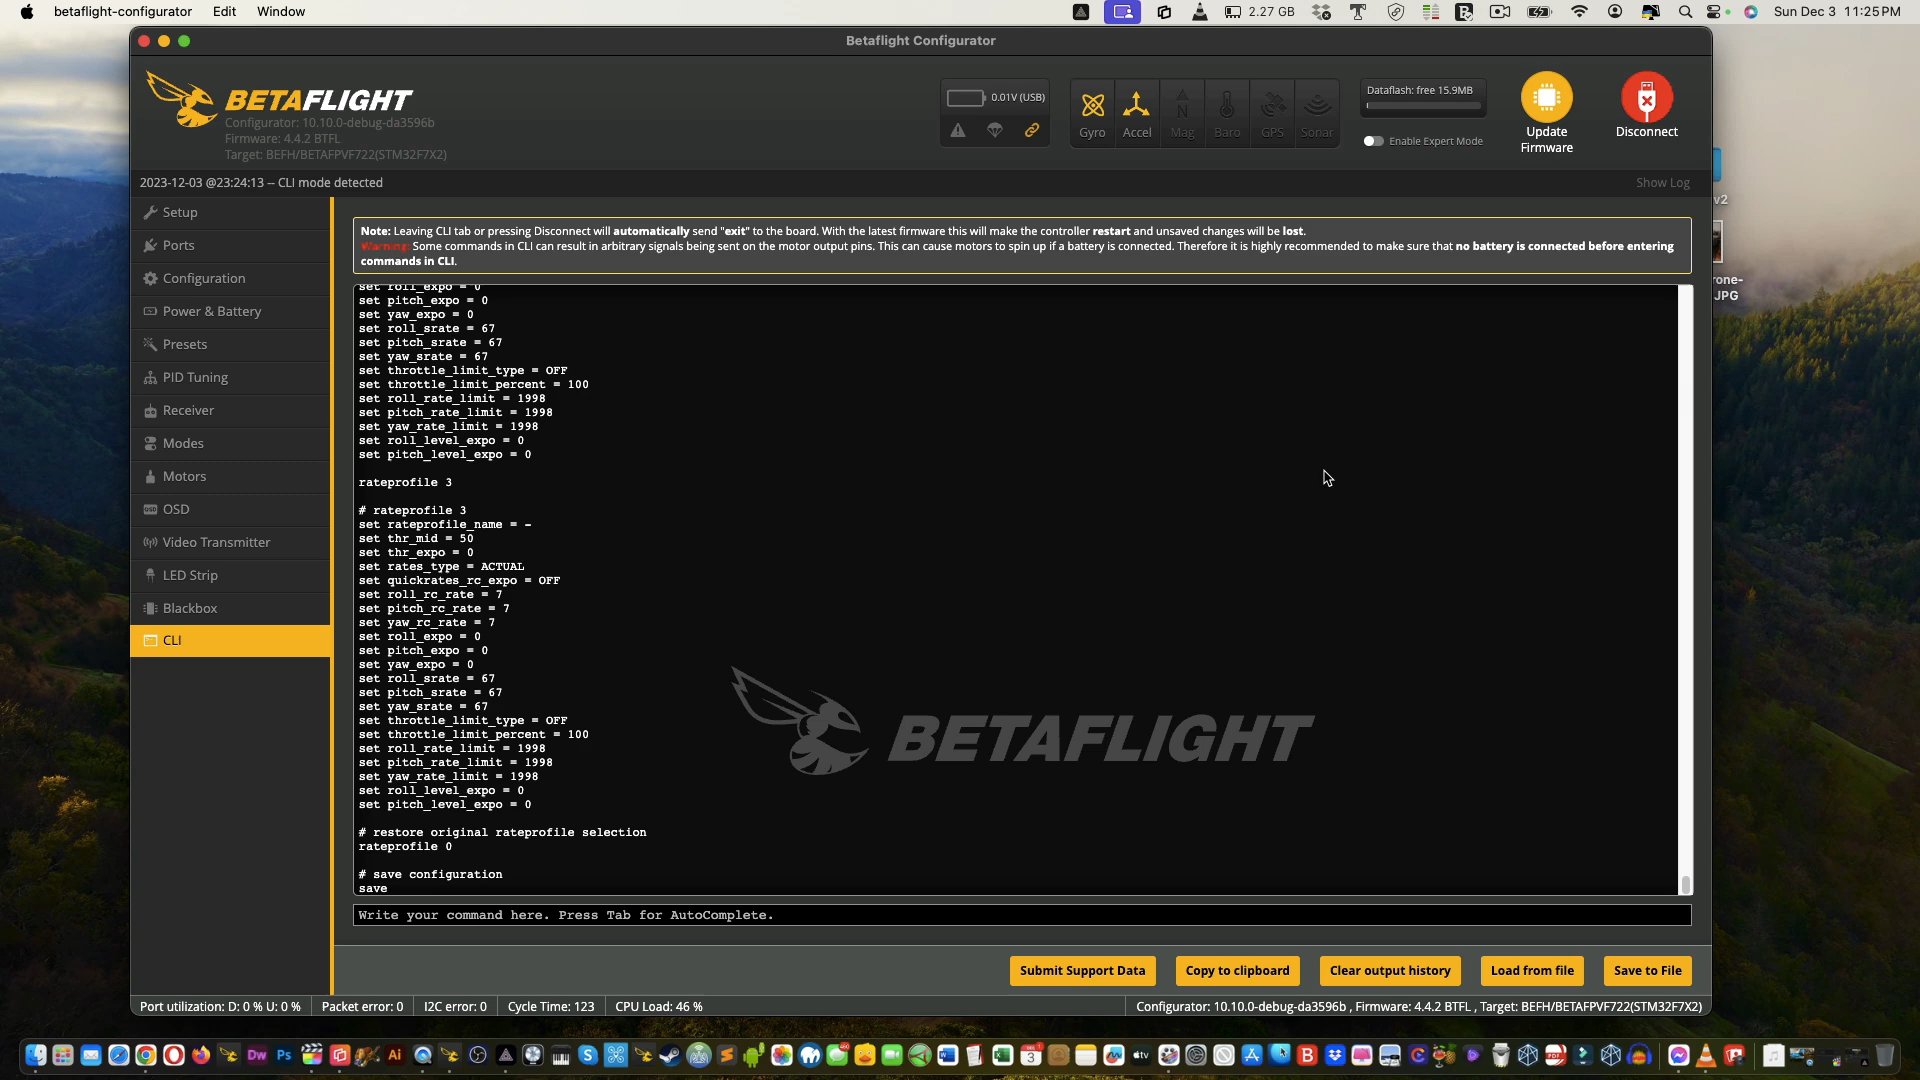 betaflight-configurator Edit Window
2.27 GB
Sun Dec 3 11:25 PM
Betaflight Configurator
BETAFLIGHT
Configurator: 10.10.0-debug-da3596b
Firmware: 4.4.2 BTFL
Target: BEFH/BETAFPVF722(STM32F7X2)
0.01V (USB)
Gyro Accel Mag Baro GPS Sonar
Dataflash: free 15.9MB
Enable Expert Mode
Update
Firmware
Disconnect
2023-12-03 @23:24:13 -- CLI mode detected
Show Log
Setup
Ports
Configuration
Power & Battery
Presets
PID Tuning
Receiver
Modes
Motors
OSD
Video Transmitter
LED Strip
Blackbox
CLI
Note: Leaving CLI tab or pressing Disconnect will automatically send "exit" to the board. With the latest firmware this will make the controller restart and unsaved changes will be lost.
Warning: Some commands in CLI can result in arbitrary signals being sent on the motor output pins. This can cause motors to spin up if a battery is connected. Therefore it is highly recommended to make sure that no battery is connected before entering
commands in CLI.
set roll_expo = 0
set pitch_expo = 0
set yaw_expo = 0
set roll_srate = 67
set pitch_srate = 67
set yaw_srate = 67
set throttle_limit_type = OFF
set throttle_limit_percent = 100
set roll_rate_limit = 1998
set pitch_rate_limit = 1998
set yaw_rate_limit = 1998
set roll_level_expo = 0
set pitch_level_expo = 0
rateprofile 3
# rateprofile 3
set rateprofile_name = -
set thr_mid = 50
set thr_expo = 0
set rates_type = ACTUAL
set quickrates_rc_expo = OFF
set roll_rc_rate = 7
set pitch_rc_rate = 7
set yaw_rc_rate = 7
set roll_expo = 0
set pitch_expo = 0
set yaw_expo = 0
set roll_srate = 67
set pitch_srate = 67
set yaw_srate = 67
set throttle_limit_type = OFF
set throttle_limit_percent = 100
set roll_rate_limit = 1998
set pitch_rate_limit = 1998
set yaw_rate_limit = 1998
set roll_level_expo = 0
set pitch_level_expo = 0
# restore original rateprofile selection
rateprofile 0
# save configuration
save
BETAFLIGHT
Write your command here. Press Tab for AutoComplete.
Submit Support Data
Copy to clipboard
Clear output history
Load from file
Save to File
Port utilization: D: 0 % U: 0 %
Packet error: 0
I2C error: 0
Cycle Time: 123
CPU Load: 46 %
Configurator: 10.10.0-debug-da3596b , Firmware: 4.4.2 BTFL , Target: BEFH/BETAFPVF722(STM32F7X2)
v2
rone-
JPG
Dw
Ps
Ai